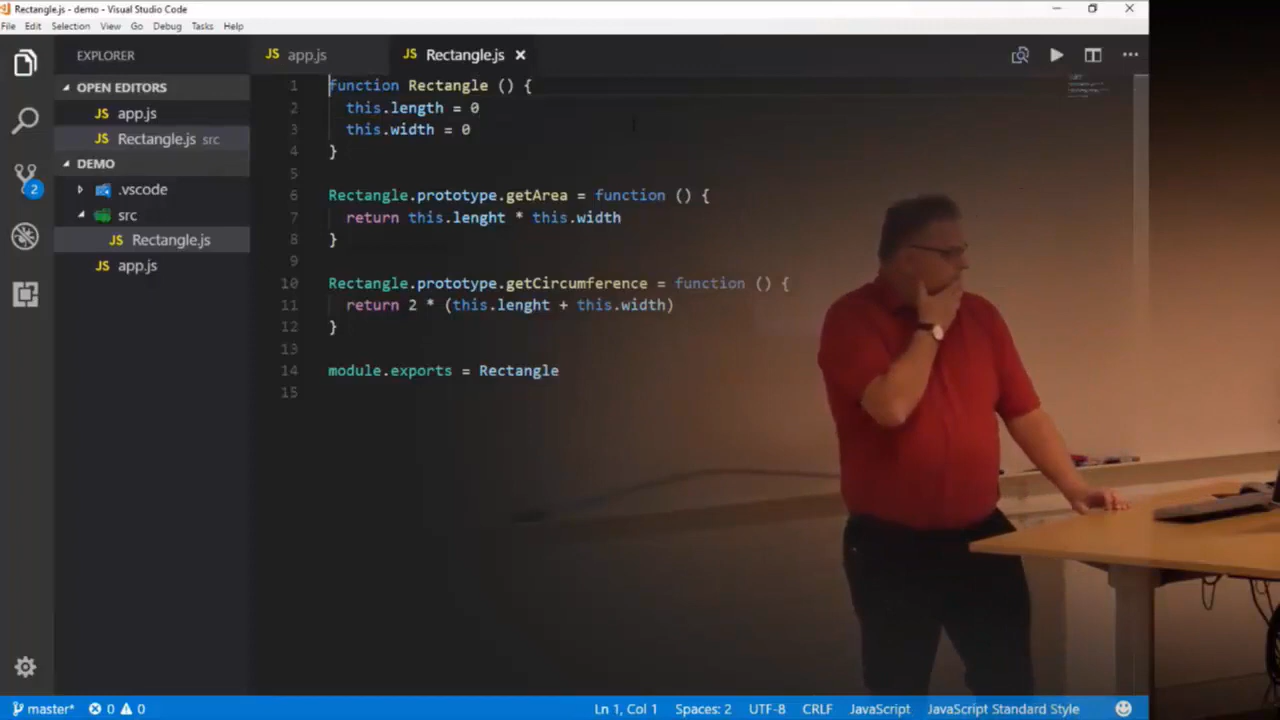 Rectangle.js - demo - Visual Studio Code
File Edit Selection View Go Debug Tasks Help
EXPLORER
JS app.js
JS Rectangle.js
OPEN EDITORS
JS app.js
JS Rectangle.js src
DEMO
.vscode
src
JS Rectangle.js
JS app.js
2
1 function Rectangle () {
2 this.length = 0
3 this.width = 0
4 }
5
6 Rectangle.prototype.getArea = function () {
7 return this.lenght * this.width
8 }
9
10 Rectangle.prototype.getCircumference = function () {
11 return 2 * (this.lenght + this.width)
12 }
13
14 module.exports = Rectangle
15
master* 0 0 Ln 1, Col 1 Spaces: 2 UTF-8 CRLF JavaScript JavaScript Standard Style